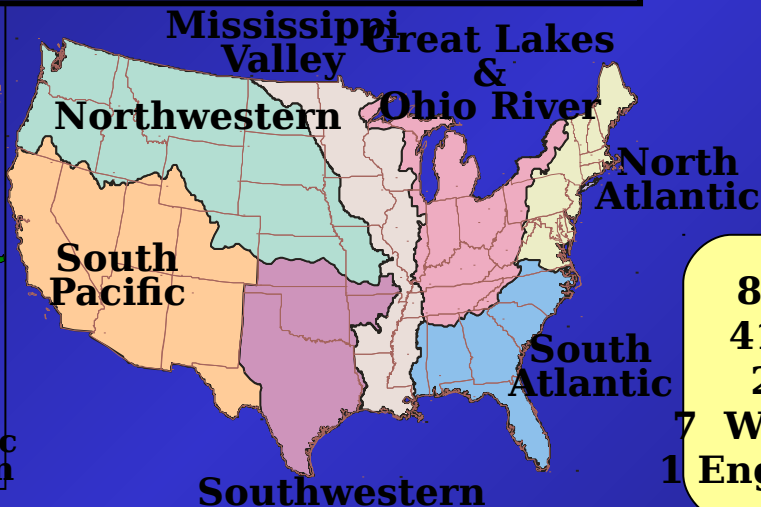 Mississippi
Valley
Great Lakes
&
Ohio River
Northwestern
North
Atlantic
South
Pacific
South
Atlantic
Southwestern
8
41
2
7 W
1 Eng
c
n